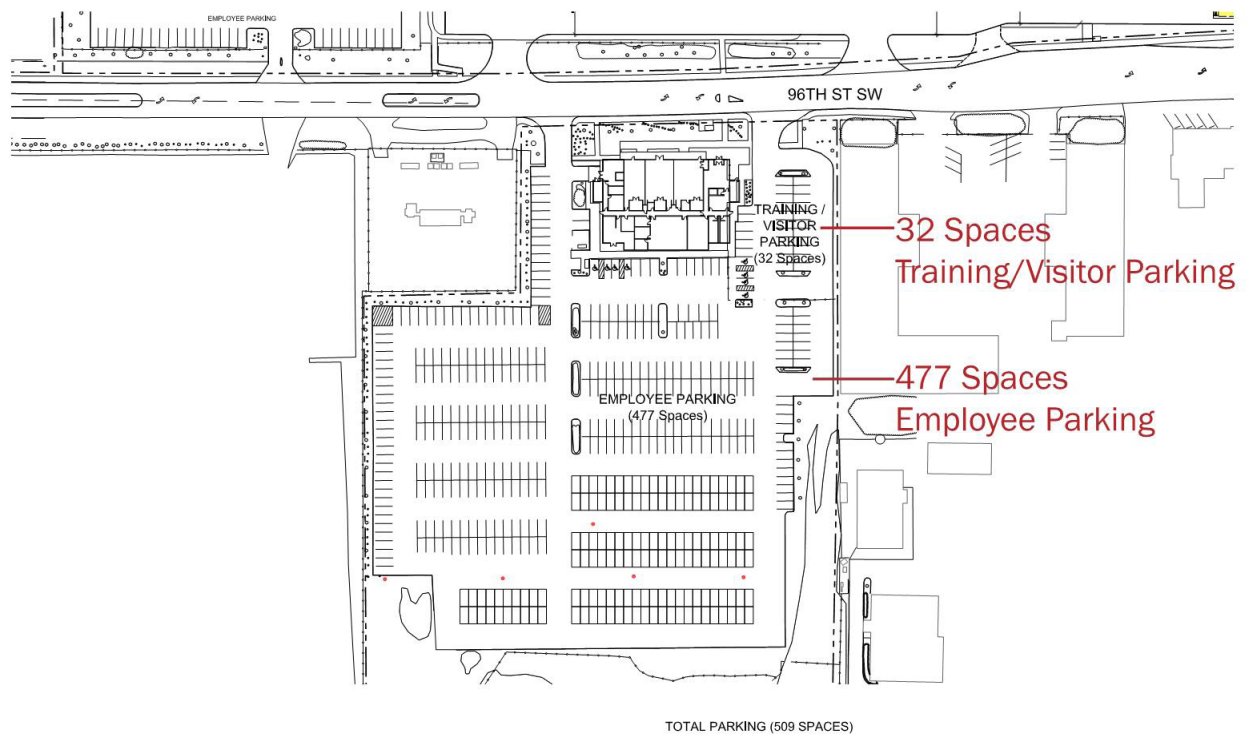 EMPLOYEE PARKING
96TH ST SW
TRAINING /
VISITOR
PARKING
(32 Spaces)
32 Spaces
Training/Visitor Parking
477 Spaces
Employee Parking
EMPLOYEE PARKING
(477 Spaces)
TOTAL PARKING (509 SPACES)